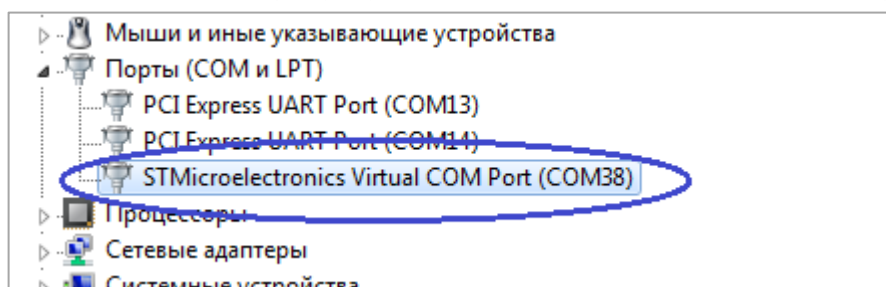 Мыши и иные указывающие устройства
Порты (COM и LPT)
PCI Express UART Port (COM13)
PCI Express UART Port (COM14)
STMicroelectronics Virtual COM Port (COM38)
Процессоры
Сетевые адаптеры
Системные устройства